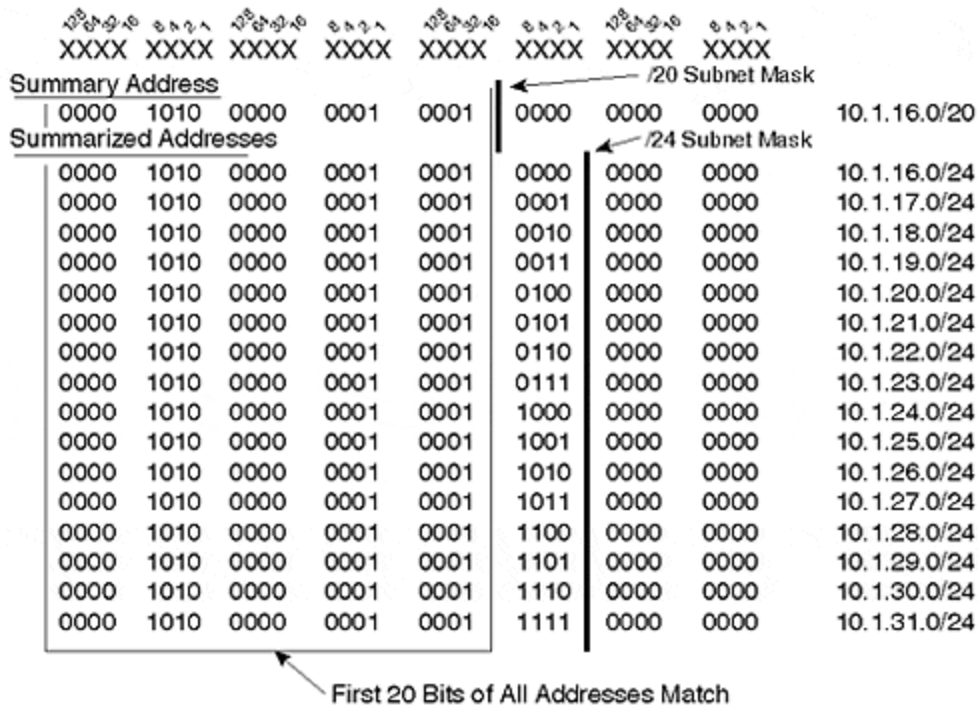 128 64 32 16 8 4 2 1 128 64 32 16 8 4 2 1 128 64 32 16 8 4 2 1 128 64 32 16 8 4 2 1
XXXX XXXX XXXX XXXX XXXX XXXX XXXX XXXX
/20 Subnet Mask
Summary Address
0000 1010 0000 0001 0001 0000 0000 0000 10.1.16.0/20
Summarized Addresses
/24 Subnet Mask
0000 1010 0000 0001 0001 0000 0000 0000 10.1.16.0/24
0000 1010 0000 0001 0001 0001 0000 0000 10.1.17.0/24
0000 1010 0000 0001 0001 0010 0000 0000 10.1.18.0/24
0000 1010 0000 0001 0001 0011 0000 0000 10.1.19.0/24
0000 1010 0000 0001 0001 0100 0000 0000 10.1.20.0/24
0000 1010 0000 0001 0001 0101 0000 0000 10.1.21.0/24
0000 1010 0000 0001 0001 0110 0000 0000 10.1.22.0/24
0000 1010 0000 0001 0001 0111 0000 0000 10.1.23.0/24
0000 1010 0000 0001 0001 1000 0000 0000 10.1.24.0/24
0000 1010 0000 0001 0001 1001 0000 0000 10.1.25.0/24
0000 1010 0000 0001 0001 1010 0000 0000 10.1.26.0/24
0000 1010 0000 0001 0001 1011 0000 0000 10.1.27.0/24
0000 1010 0000 0001 0001 1100 0000 0000 10.1.28.0/24
0000 1010 0000 0001 0001 1101 0000 0000 10.1.29.0/24
0000 1010 0000 0001 0001 1110 0000 0000 10.1.30.0/24
0000 1010 0000 0001 0001 1111 0000 0000 10.1.31.0/24
First 20 Bits of All Addresses Match